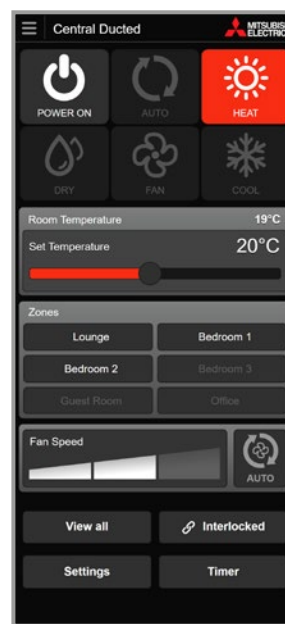 Central Ducted
MITSUBIS
ELECTRIC
POWER ON
AUTO
HEAT
DRY
FAN
COOL
Room Temperature
19°C
Set Temperature
20°C
Zones
Lounge
Bedroom 1
Bedroom 2
Bedroom 3
Guest Room
Office
Fan Speed
AUTO
View all
Interlocked
Settings
Timer